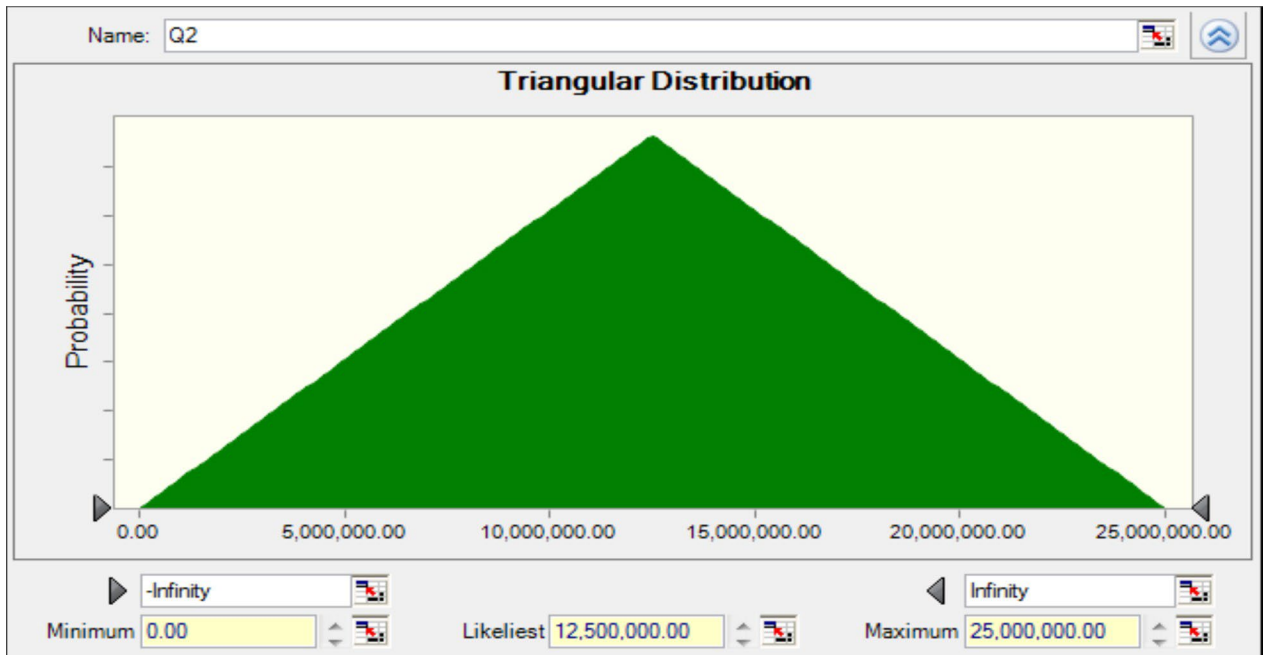 Name: Q2
Triangular Distribution
Probability
0.00 5,000,000.00 10,000,000.00 15,000,000.00 20,000,000.00 25,000,000.00
-Infinity Infinity
Minimum 0.00 Likeliest 12,500,000.00 Maximum 25,000,000.00